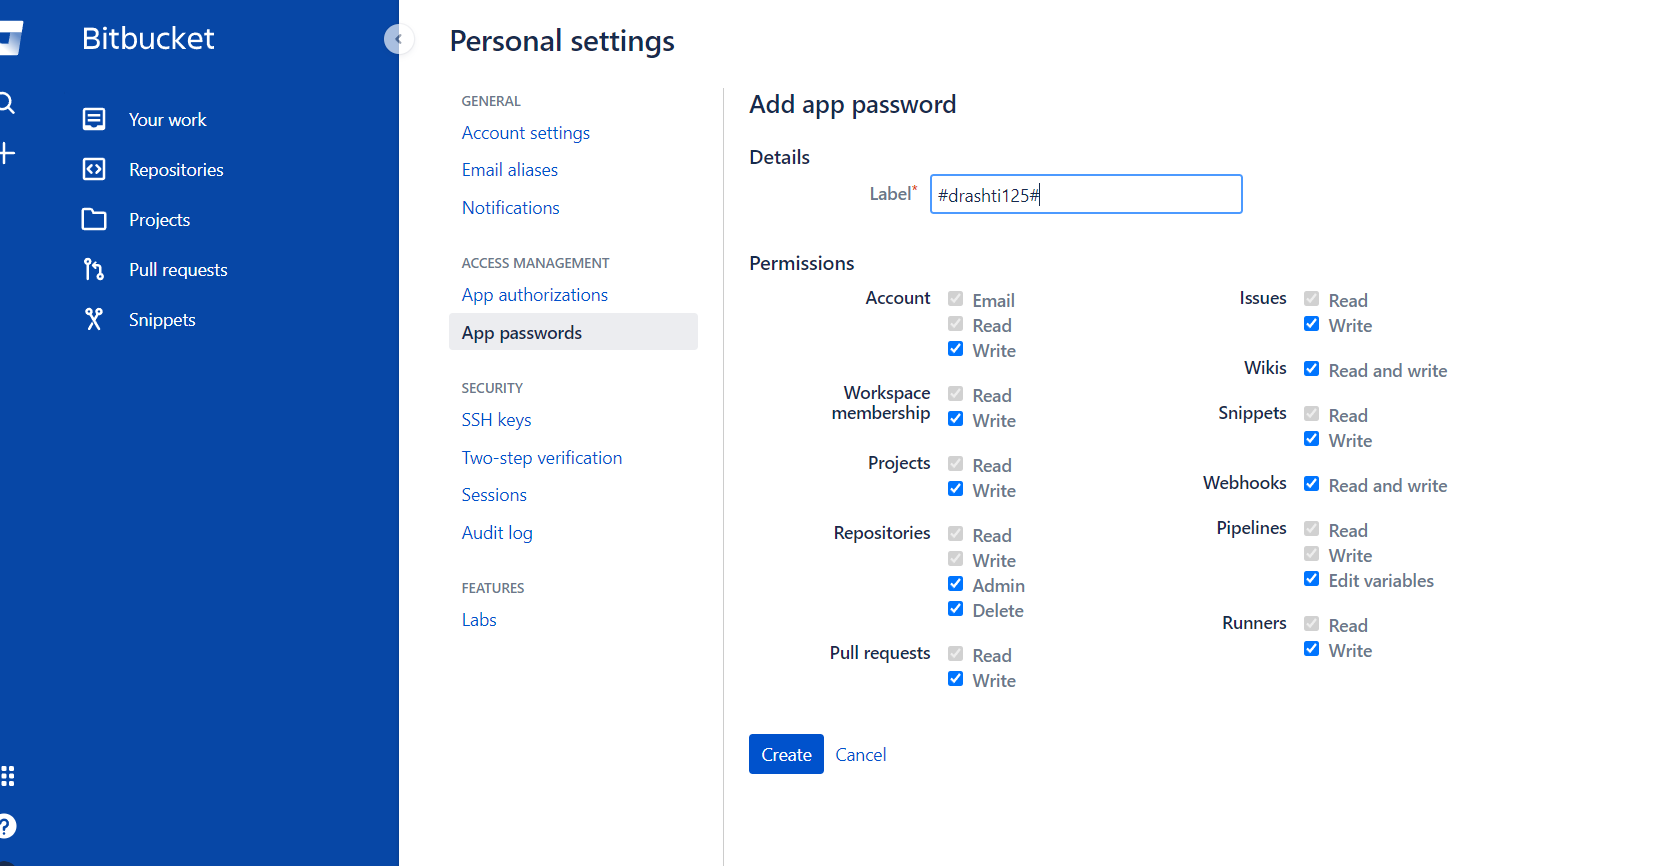 Bitbucket
Your work
Repositories
Projects
Pull requests
Snippets
Personal settings
GENERAL
Account settings
Email aliases
Notifications
ACCESS MANAGEMENT
App authorizations
App passwords
SECURITY
SSH keys
Two-step verification
Sessions
Audit log
FEATURES
Labs
Add app password
Details
Label* #drashti125#
Permissions
Account Email
Read
Write
Workspace membership Read
Write
Projects Read
Write
Repositories Read
Write
Admin
Delete
Pull requests Read
Write
Issues Read
Write
Wikis Read and write
Snippets Read
Write
Webhooks Read and write
Pipelines Read
Write
Edit variables
Runners Read
Write
Create Cancel